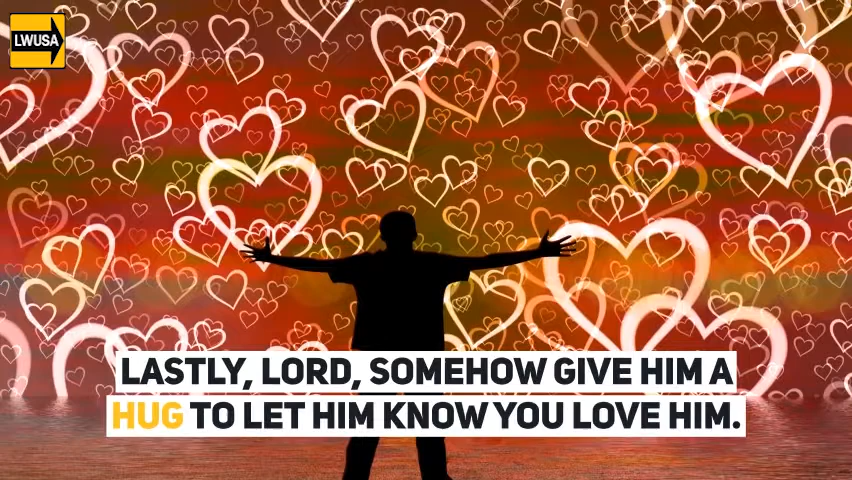 LWUSA
LASTLY, LORD, SOMEHOW GIVE HIM A
HUG TO LET HIM KNOW YOU LOVE HIM.